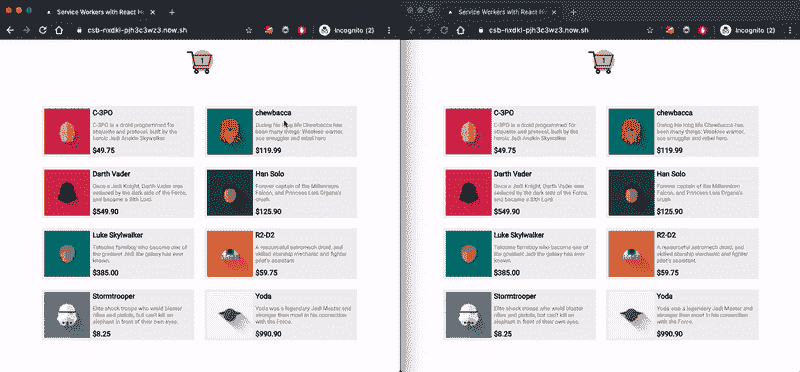 Service Workers with React H
csb-nxdkl-pjh3c3wz3.now.sh
Incognito (2)
1
C-3PO
C-3PO is a droid programmed for
etiquette and protocol, built by the
heroic Jedi Anakin Skywalker.
$49.75
chewbacca
During his long life Chewbacca has
been many things: Wookiee warrior,
ace smuggler and rebel hero.
$119.99
Darth Vader
Once a Jedi Knight, Darth Vader was
seduced by the dark side of the Force,
and became a Sith Lord.
$549.90
Han Solo
Former captain of the Millennium
Falcon, and Princess Leia Organa's
crush.
$125.90
Luke Skylwalker
Tatooine farmboy who became one of
the greatest Jedi the galaxy has ever
known.
$385.00
R2-D2
A resourceful astromech droid, and
skilled starship mechanic and fighter
pilot's assistant.
$59.75
Stormtrooper
Elite shock troops who wield blaster
rifles and pistols, but can't kill an
elephant in front of their own eyes.
$8.25
Yoda
Yoda was a legendary Jedi Master and
stronger than most in his connection
with the Force.
$990.90
Service Workers with React H
csb-nxdkl-pjh3c3wz3.now.sh
Incognito (2)
1
C-3PO
C-3PO is a droid programmed for
etiquette and protocol, built by the
heroic Jedi Anakin Skywalker.
$49.75
chewbacca
During his long life Chewbacca has
been many things: Wookiee warrior,
ace smuggler and rebel hero.
$119.99
Darth Vader
Once a Jedi Knight, Darth Vader was
seduced by the dark side of the Force,
and became a Sith Lord.
$549.90
Han Solo
Former captain of the Millennium
Falcon, and Princess Leia Organa's
crush.
$125.90
Luke Skylwalker
Tatooine farmboy who became one of
the greatest Jedi the galaxy has ever
known.
$385.00
R2-D2
A resourceful astromech droid, and
skilled starship mechanic and fighter
pilot's assistant.
$59.75
Stormtrooper
Elite shock troops who wield blaster
rifles and pistols, but can't kill an
elephant in front of their own eyes.
$8.25
Yoda
Yoda was a legendary Jedi Master and
stronger than most in his connection
with the Force.
$990.90